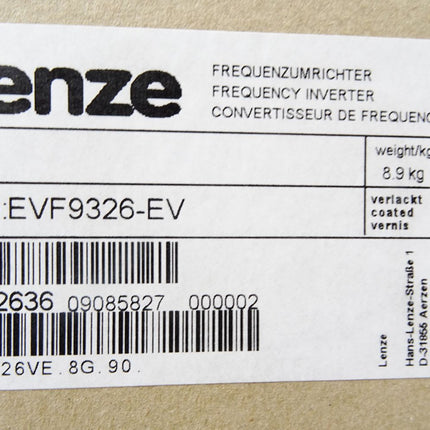 enze
FREQUENZUMRICHTER
FREQUENCY INVERTER
CONVERTISSEUR DE FREQUENC
weight/kg
8.9 kg
:EVF9326-EV
verlackt
coated
vernis
2636 09085827 000002
26VE.8G.90.
Lenze
Hans-Lenze-Straße 1
D-31855 Aerzen